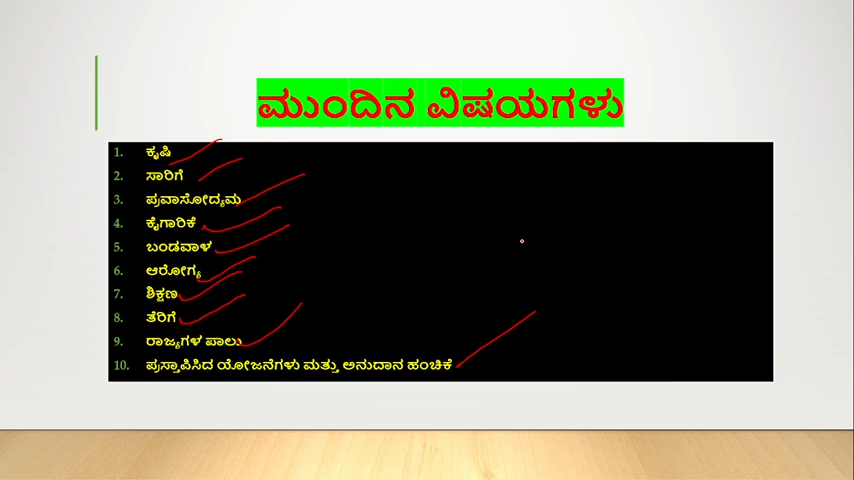 ಮುಂದಿನ ವಿಷಯಗಳು
1. ಕೃಷಿ
2. ಸಾರಿಗೆ
3. ಪ್ರವಾಸೋದ್ಯಮ
4. ಕೈಗಾರಿಕೆ
5. ಬಂಡವಾಳ
6. ಆರೋಗ್ಯ
7. ಶಿಕ್ಷಣ
8. ತೆರಿಗೆ
9. ರಾಜ್ಯಗಳ ಪಾಲು
10. ಪ್ರಸ್ತಾಪಿಸಿದ ಯೋಜನೆಗಳು ಮತ್ತು ಅನುದಾನ ಹಂಚಿಕೆ